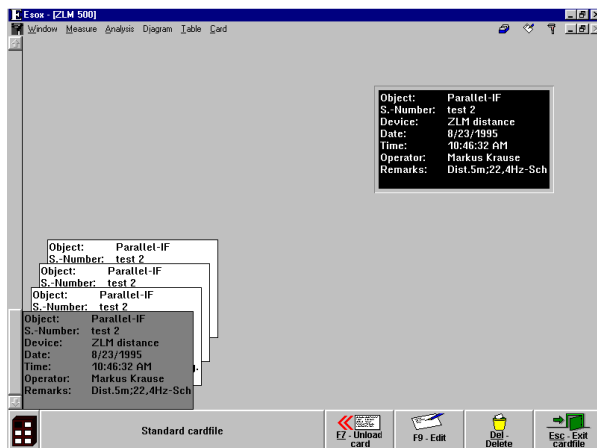 Esox - [ZLM 500]
Window Measure Analysis Djagram Table Card
Object: Parallel-IF
S.-Number: test 2
Device: ZLM distance
Date: 8/23/1995
Time: 10:46:32 AM
Operator: Markus Krause
Remarks: Dist.5m;22,4Hz-Sch
Object: Parallel-IF
S.-Number: test 2
Object: Parallel-IF
S.-Number: test 2
Object: Parallel-IF
S.-Number: test 2
Object: Parallel-IF
S.-Number: test 2
Device: ZLM distance
Date: 8/23/1995
Time: 10:46:32 AM
Operator: Markus Krause
Remarks: Dist.5m;22,4Hz-Sch
Standard cardfile
F7 - Unload
card
F9 - Edit
Del -
Delete
Esc - Exit
cardfile